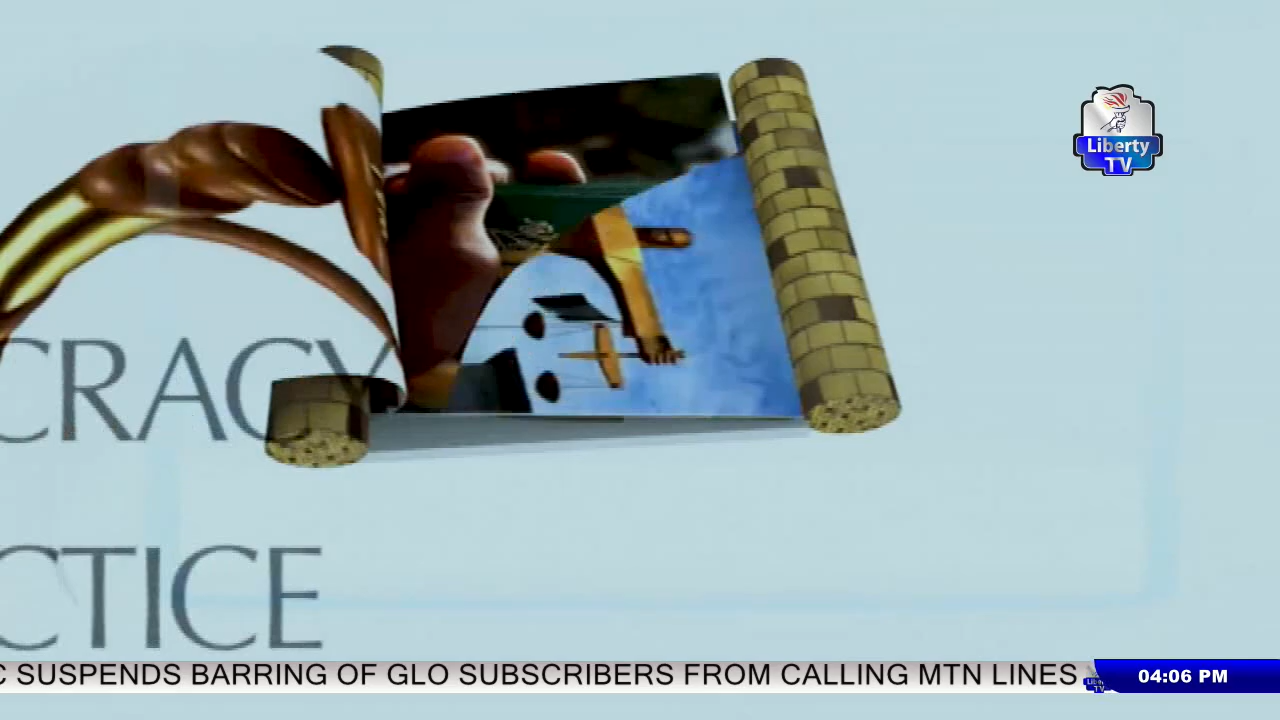 Liberty
TV
CRACY
CTICE
C SUSPENDS BARRING OF GLO SUBSCRIBERS FROM CALLING MTN LINES
04:06 PM